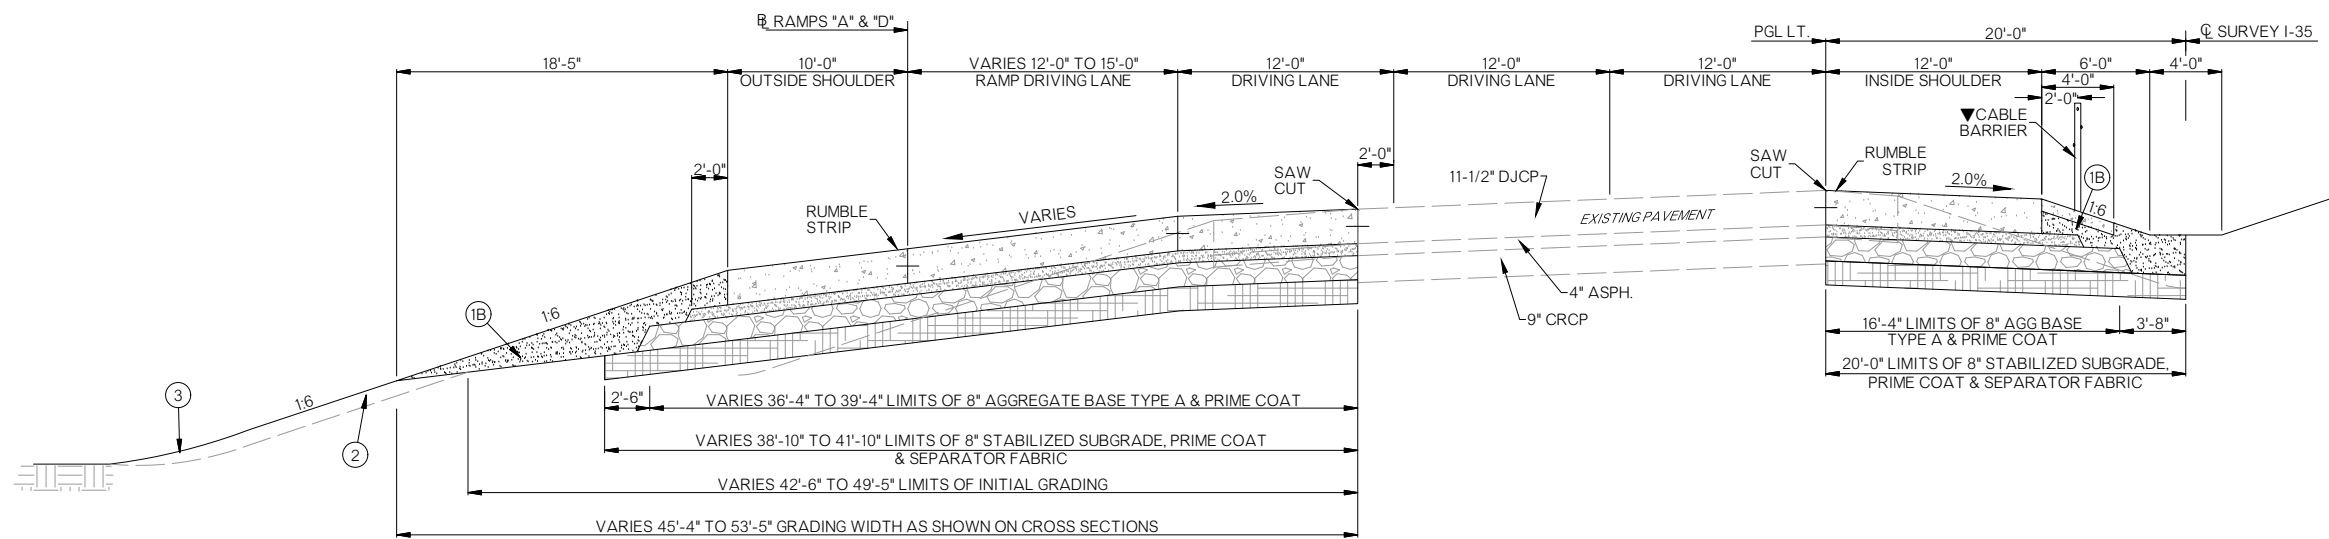 ℄ RAMPS "A" & "D"
PGL LT.
20'-0"
℄ SURVEY I-35
18'-5"
10'-0"
OUTSIDE SHOULDER
VARIES 12'-0" TO 15'-0"
RAMP DRIVING LANE
12'-0"
DRIVING LANE
12'-0"
DRIVING LANE
12'-0"
DRIVING LANE
12'-0"
INSIDE SHOULDER
6'-0"
4'-0"
4'-0"
2'-0"
▼CABLE
BARRIER
2'-0"
2'-0"
SAW
CUT
11-1/2" DJCP
SAW
CUT
RUMBLE
STRIP
2.0%
1B
1:6
RUMBLE
STRIP
VARIES
2.0%
EXISTING PAVEMENT
4" ASPH.
9" CRCP
1B
1:6
3
1:6
2
16'-4" LIMITS OF 8" AGG BASE
TYPE A & PRIME COAT
3'-8"
20'-0" LIMITS OF 8" STABILIZED SUBGRADE,
PRIME COAT & SEPARATOR FABRIC
2'-6"
VARIES 36'-4" TO 39'-4" LIMITS OF 8" AGGREGATE BASE TYPE A & PRIME COAT
VARIES 38'-10" TO 41'-10" LIMITS OF 8" STABILIZED SUBGRADE, PRIME COAT
& SEPARATOR FABRIC
VARIES 42'-6" TO 49'-5" LIMITS OF INITIAL GRADING
VARIES 45'-4" TO 53'-5" GRADING WIDTH AS SHOWN ON CROSS SECTIONS